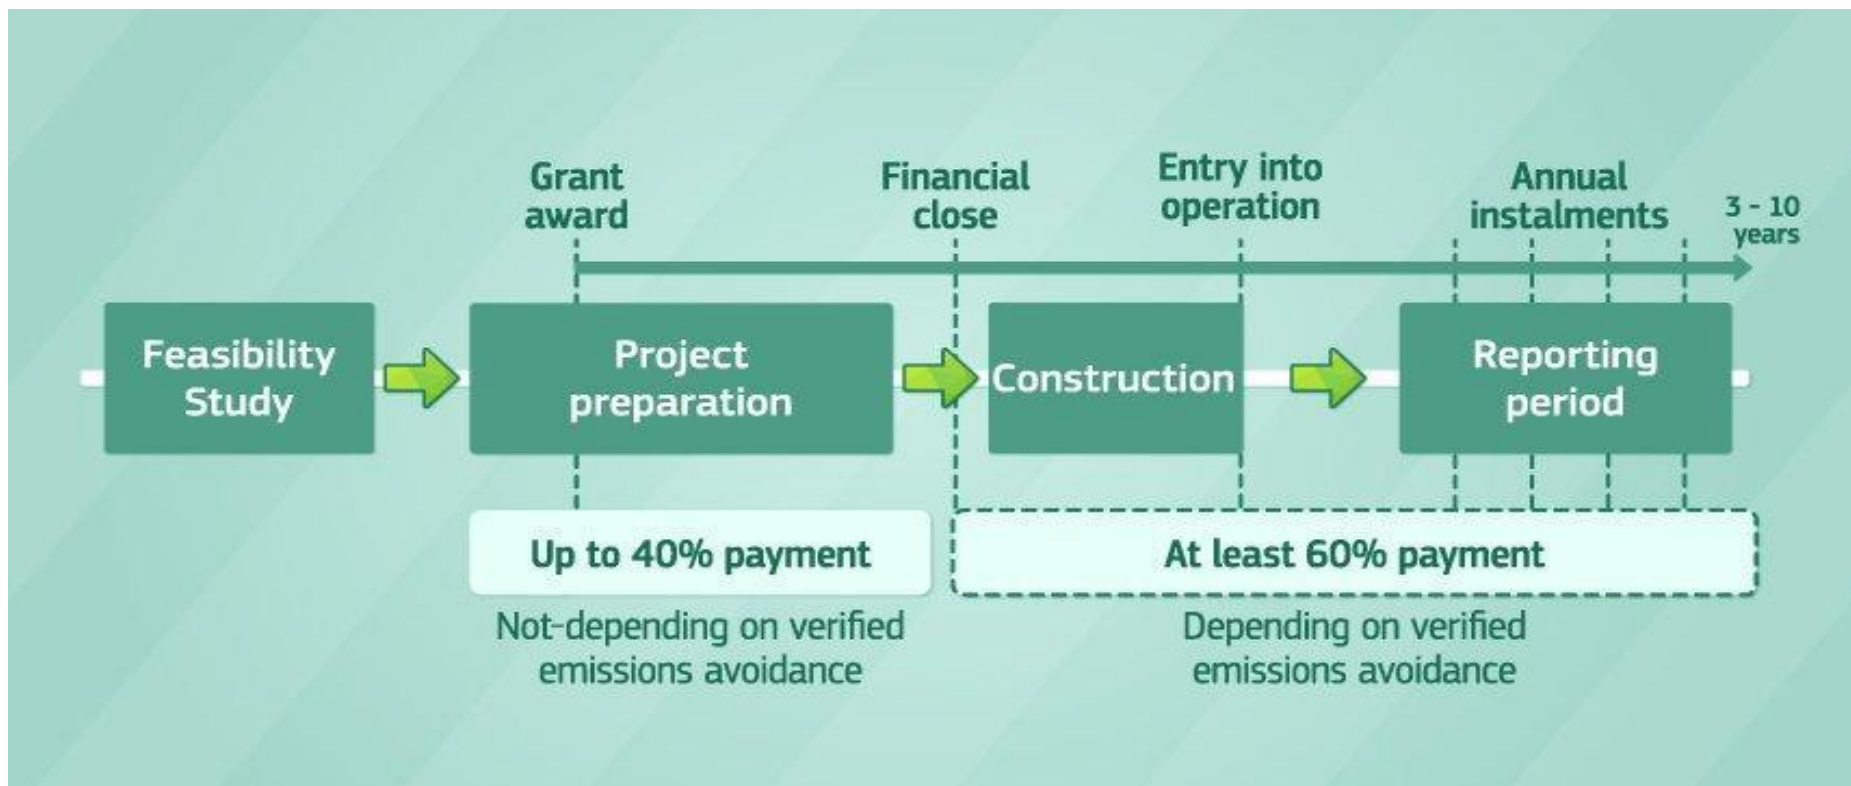 Grant
award
Financial
close
Entry into
operation
Annual
instalments
3 - 10
years
Feasibility
Study
Project
preparation
Construction
Reporting
period
Up to 40% payment
At least 60% payment
Not-depending on verified
emissions avoidance
Depending on verified
emissions avoidance